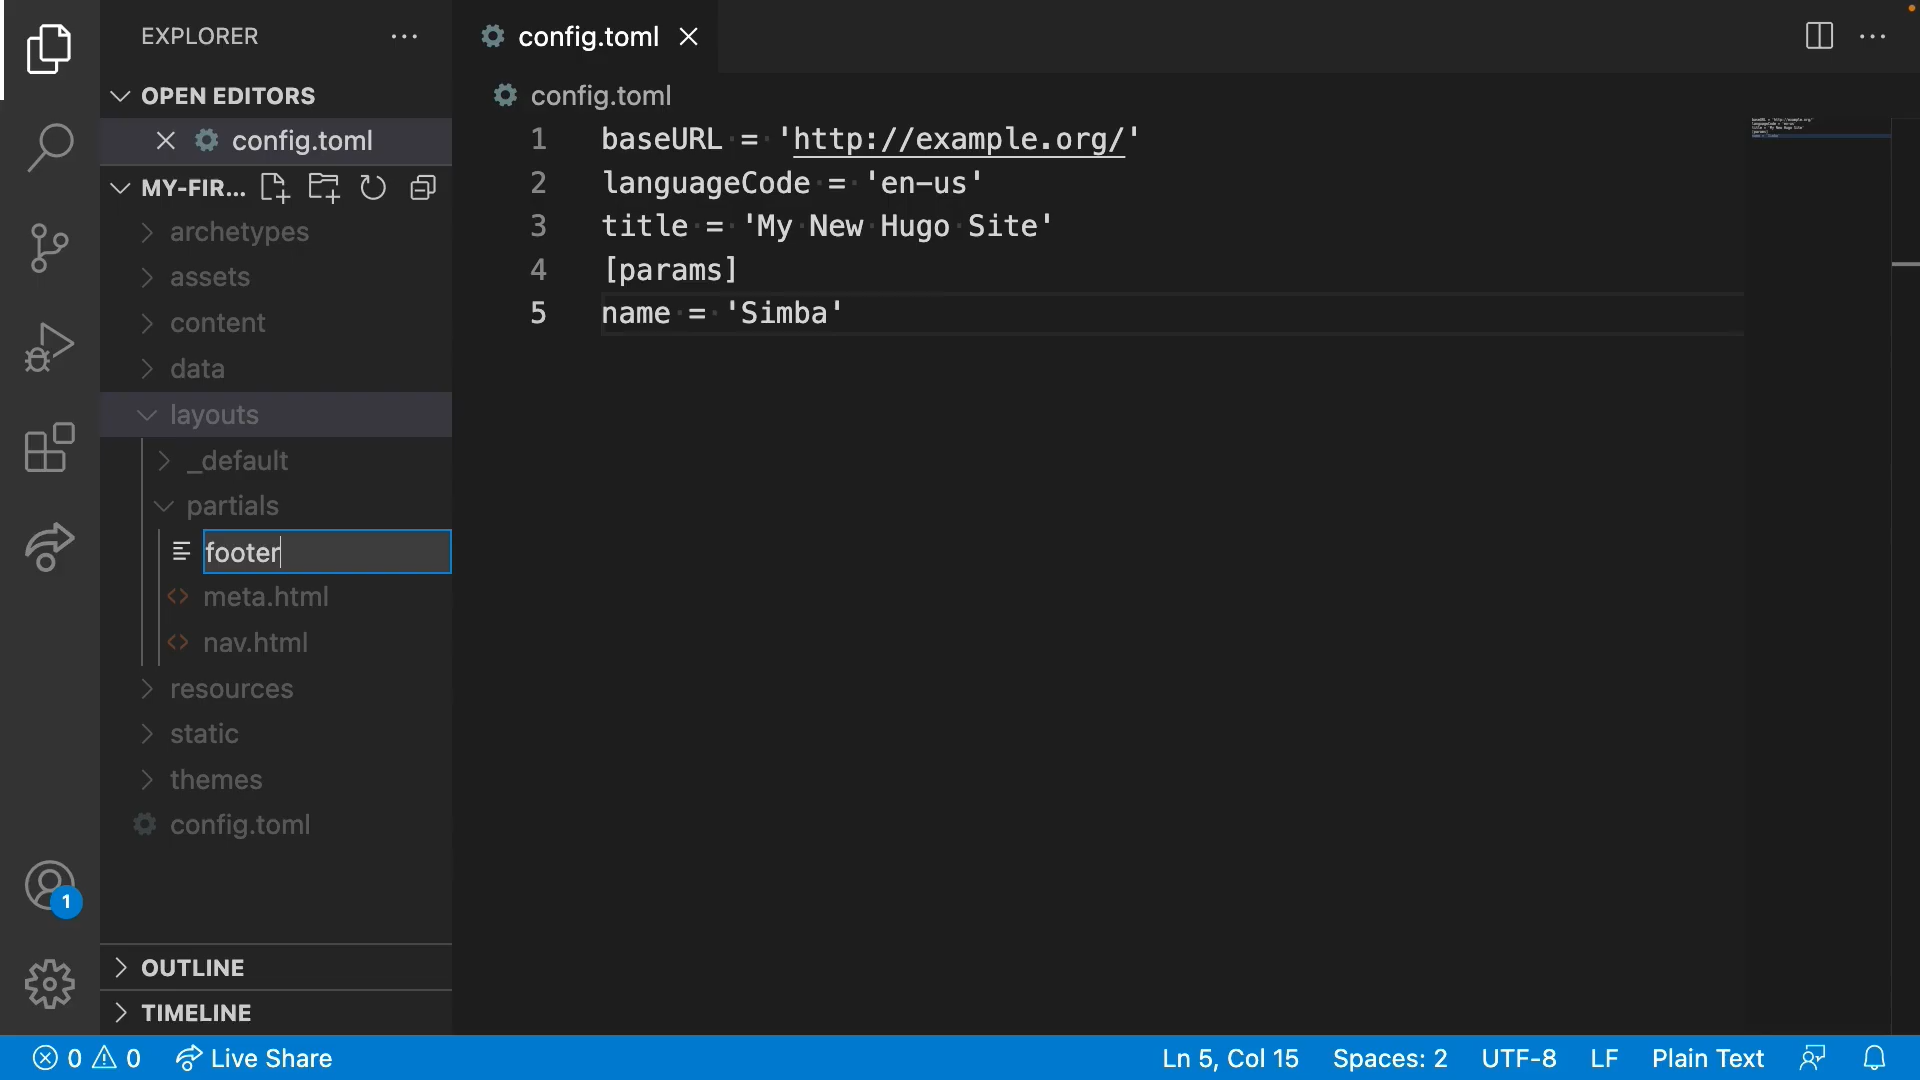 EXPLORER
OPEN EDITORS
config.toml
MY-FIR...
archetypes
assets
content
data
layouts
_default
partials
footer
meta.html
nav.html
resources
static
themes
config.toml
OUTLINE
TIMELINE
config.toml
config.toml
1 baseURL = 'http://example.org/'
2 languageCode = 'en-us'
3 title = 'My New Hugo Site'
4 [params]
5 name = 'Simba'
1
0 0 Live Share Ln 5, Col 15 Spaces: 2 UTF-8 LF Plain Text